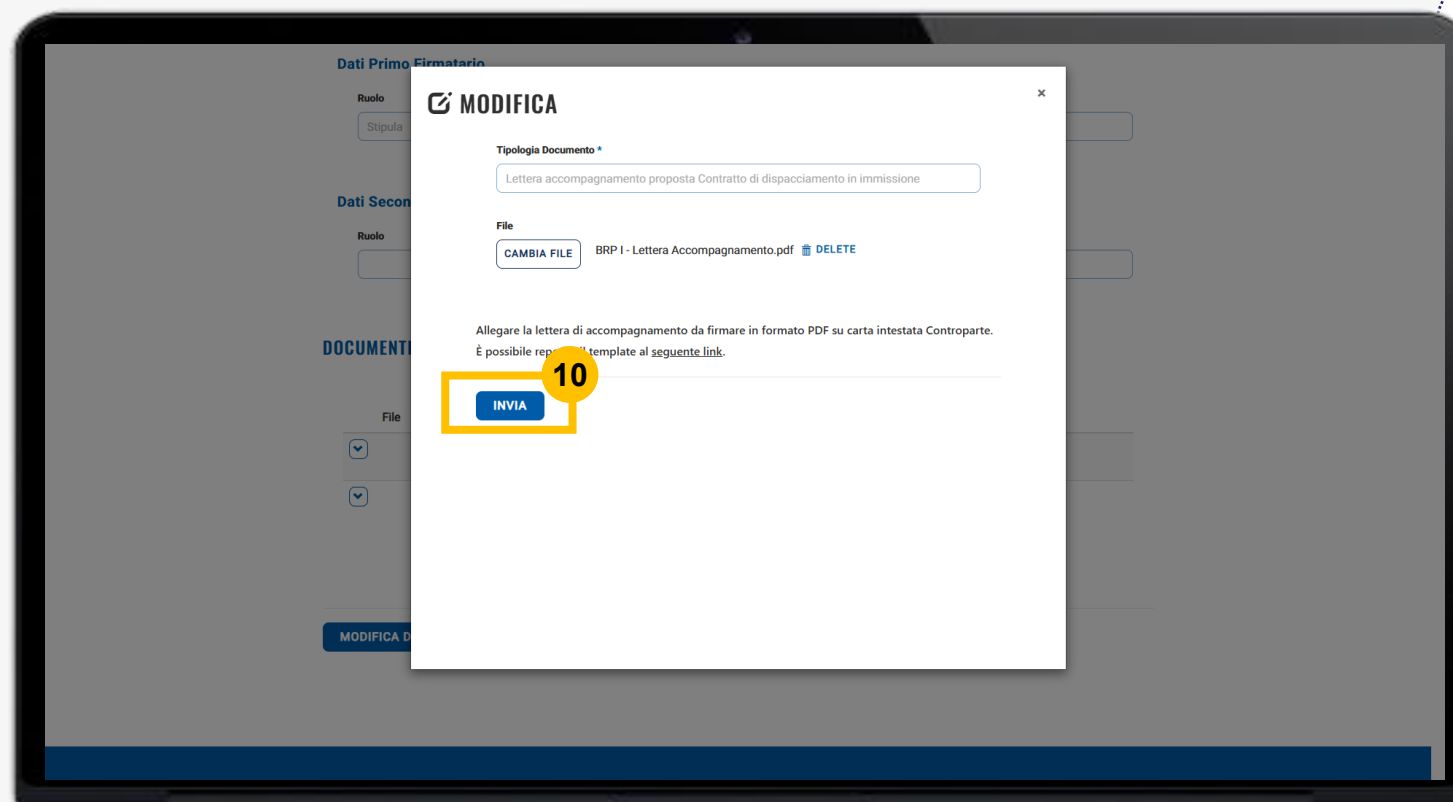 Dati Primo Firmatario
Ruolo
Stipula
Dati Secon
Ruolo
DOCUMENTI
File
MODIFICA D
MODIFICA
×
Tipologia Documento *
Lettera accompagnamento proposta Contratto di dispacciamento in immissione
File
CAMBIA FILE BRP I - Lettera Accompagnamento.pdf DELETE
Allegare la lettera di accompagnamento da firmare in formato PDF su carta intestata Controparte.
È possibile template al seguente link.
10
INVIA